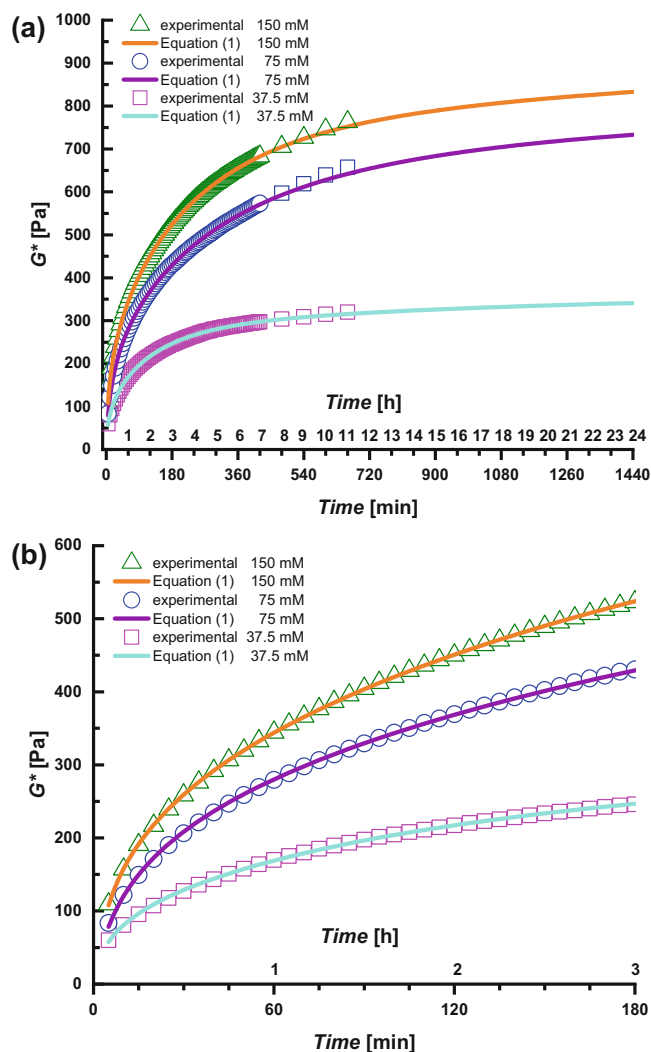 (a)
experimental 150 mM
Equation (1) 150 mM
experimental 75 mM
Equation (1) 75 mM
experimental 37.5 mM
Equation (1) 37.5 mM
1000
900
800
700
600
500
400
300
200
100
0
G* [Pa]
Time [h]
1 2 3 4 5 6 7 8 9 10 11 12 13 14 15 16 17 18 19 20 21 22 23 24
0 180 360 540 720 900 1080 1260 1440
Time [min]
(b)
experimental 150 mM
Equation (1) 150 mM
experimental 75 mM
Equation (1) 75 mM
experimental 37.5 mM
Equation (1) 37.5 mM
600
500
400
300
200
100
0
G* [Pa]
Time [h]
1 2 3
0 60 120 180
Time [min]